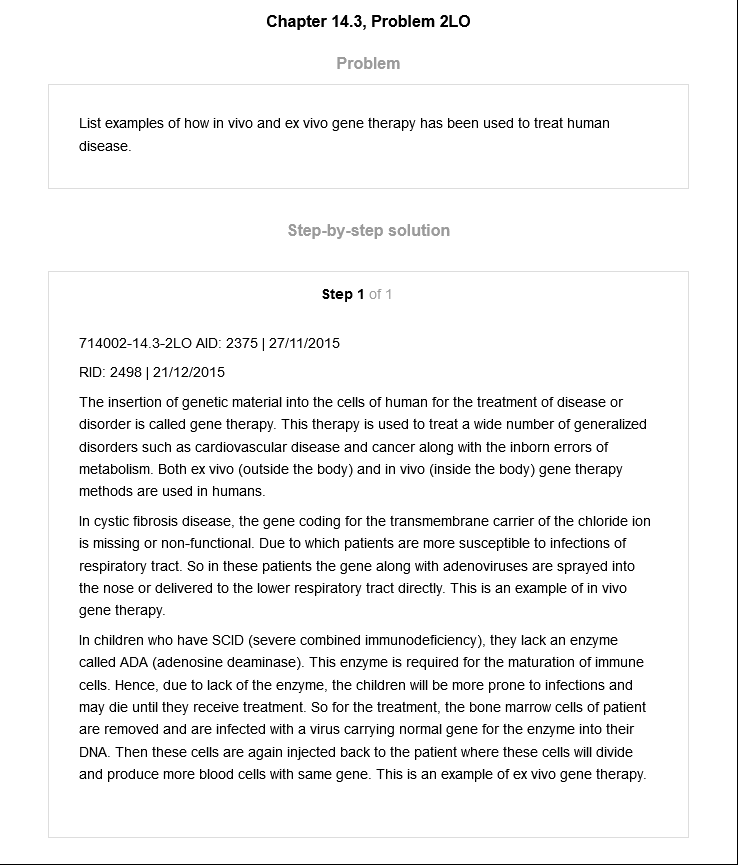 Chapter 14.3, Problem 2LO
Problem
List examples of how in vivo and ex vivo gene therapy has been used to treat human
disease.
Step-by-step solution
Step 1 of 1
714002-14.3-2LO AID: 2375 | 27/11/2015
RID: 2498 | 21/12/2015
The insertion of genetic material into the cells of human for the treatment of disease or
disorder is called gene therapy. This therapy is used to treat a wide number of generalized
disorders such as cardiovascular disease and cancer along with the inborn errors of
metabolism. Both ex vivo (outside the body) and in vivo (inside the body) gene therapy
methods are used in humans.
In cystic fibrosis disease, the gene coding for the transmembrane carrier of the chloride ion
is missing or non-functional. Due to which patients are more susceptible to infections of
respiratory tract. So in these patients the gene along with adenoviruses are sprayed into
the nose or delivered to the lower respiratory tract directly. This is an example of in vivo
gene therapy.
In children who have SCID (severe combined immunodeficiency), they lack an enzyme
called ADA (adenosine deaminase). This enzyme is required for the maturation of immune
cells. Hence, due to lack of the enzyme, the children will be more prone to infections and
may die until they receive treatment. So for the treatment, the bone marrow cells of patient
are removed and are infected with a virus carrying normal gene for the enzyme into their
DNA. Then these cells are again injected back to the patient where these cells will divide
and produce more blood cells with same gene. This is an example of ex vivo gene therapy.